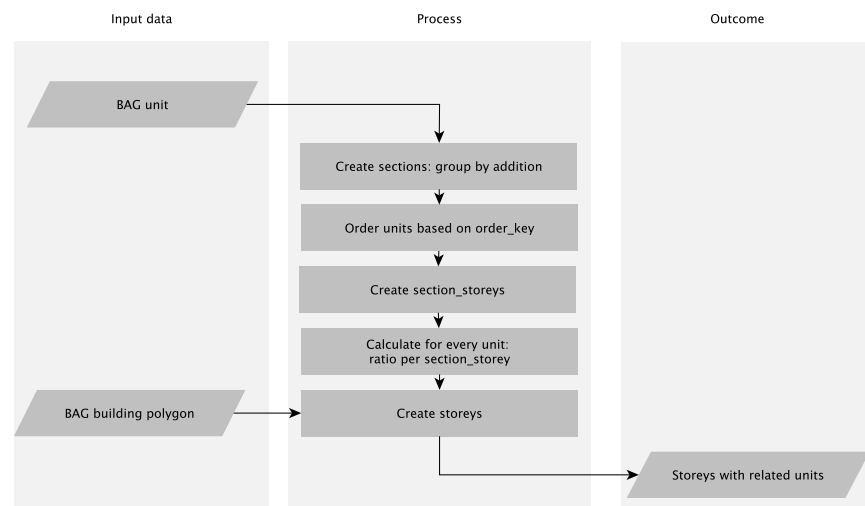 Input data
Process
Outcome
BAG unit
Create sections: group by addition
Order units based on order_key
Create section_storeys
Calculate for every unit:
ratio per section_storey
BAG building polygon
Create storeys
Storeys with related units